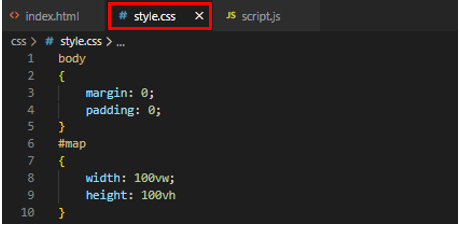 <> index.html # style.css × JS script.js
css > # style.css > ...
1 body
2 {
3 margin: 0;
4 padding: 0;
5 }
6 #map
7 {
8 width: 100vw;
9 height: 100vh
10 }